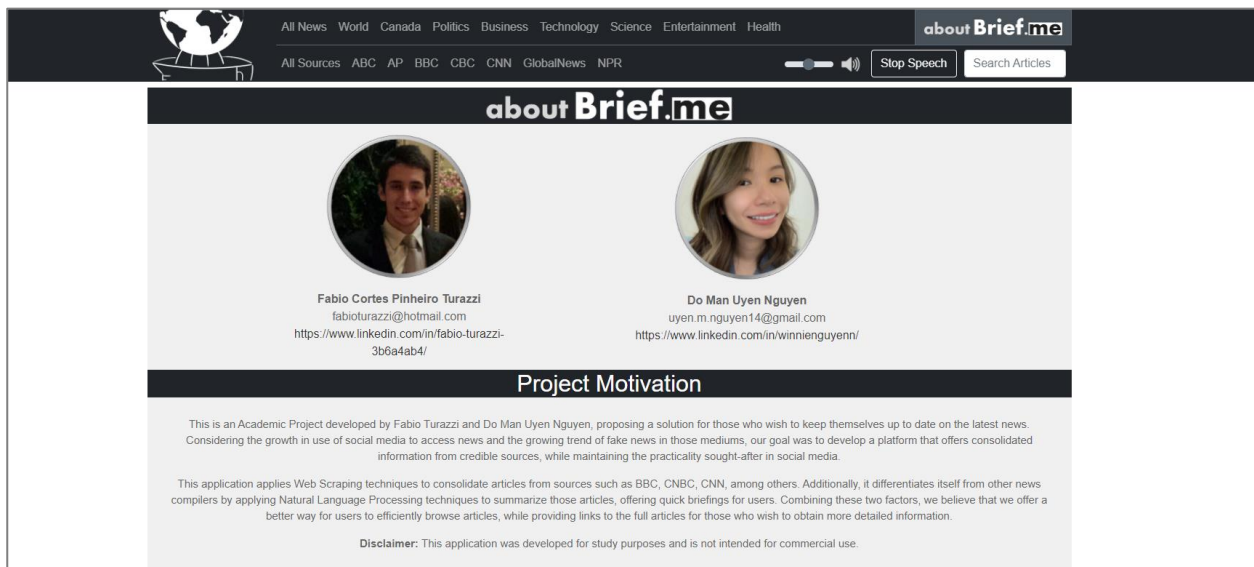 All News World Canada Politics Business Technology Science Entertainment Health
about Brief.me
All Sources ABC AP BBC CBC CNN GlobalNews NPR
Stop Speech
Search Articles
about Brief.me
Fabio Cortes Pinheiro Turazzi
fabioturazzi@hotmail.com
https://www.linkedin.com/in/fabio-turazzi-
3b6a4ab4/
Do Man Uyen Nguyen
uyen.m.nguyen14@gmail.com
https://www.linkedin.com/in/winnienguyenn/
Project Motivation
This is an Academic Project developed by Fabio Turazzi and Do Man Uyen Nguyen, proposing a solution for those who wish to keep themselves up to date on the latest news.
Considering the growth in use of social media to access news and the growing trend of fake news in those mediums, our goal was to develop a platform that offers consolidated
information from credible sources, while maintaining the practicality sought-after in social media.
This application applies Web Scraping techniques to consolidate articles from sources such as BBC, CNBC, CNN, among others. Additionally, it differentiates itself from other news
compilers by applying Natural Language Processing techniques to summarize those articles, offering quick briefings for users. Combining these two factors, we believe that we offer a
better way for users to efficiently browse articles, while providing links to the full articles for those who wish to obtain more detailed information.
Disclaimer: This application was developed for study purposes and is not intended for commercial use.